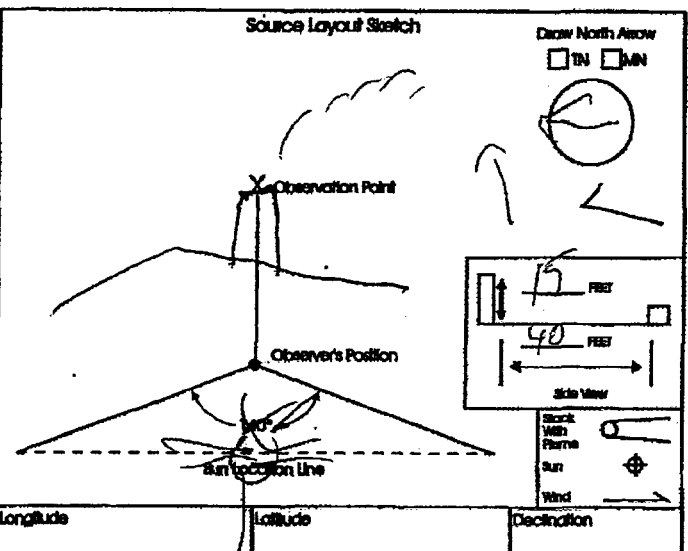 Source Layout Sketch
Draw North Arrow
TN MN
X Observation Point
15 FEET
40 FEET
Side View
Observer's Position
140°
Sun Location Line
Stack
With
Plume
Sun
Wind
Longitude Latitude Declination